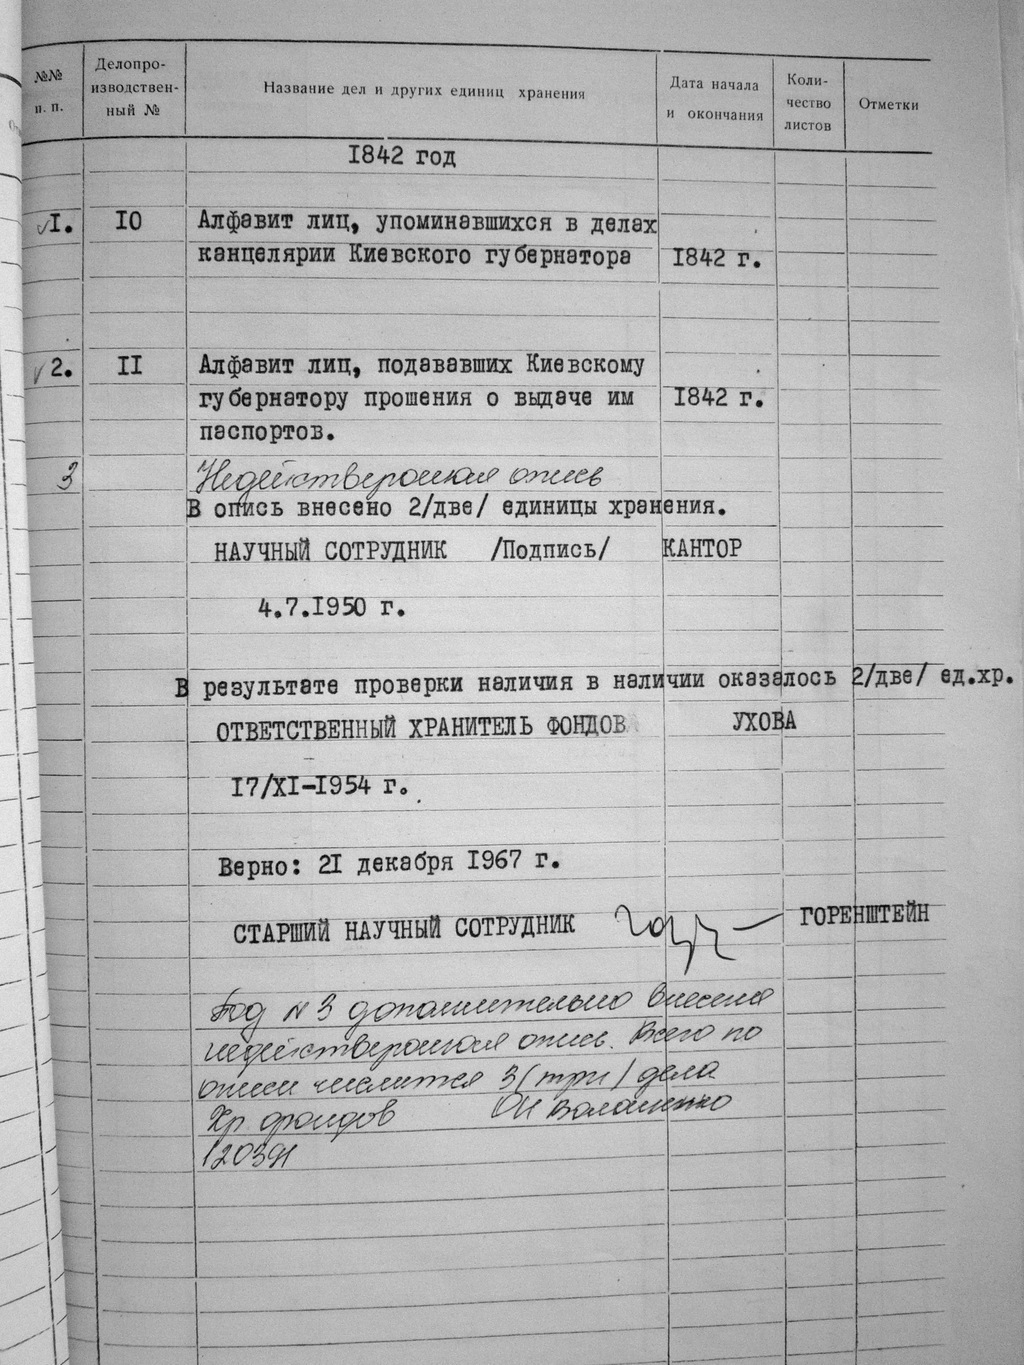 №№ п. п.
Делопро-
изводствен-
ный №
Название дел и других единиц хранения
Дата начала
и окончания
Коли-
чество
листов
Отметки
1842 год
1. 10 Алфавит лиц, упоминавшихся в делах
канцелярии Киевского губернатора 1842 г.
2. 11 Алфавит лиц, подававших Киевскому
губернатору прошения о выдаче им 1842 г.
паспортов.
3 Недействующая опись
В опись внесено 2/две/ единицы хранения.
НАУЧНЫЙ СОТРУДНИК /Подпись/ КАНТОР
4.7.1950 г.
В результате проверки наличия в наличии оказалось 2/две/ ед.хр.
ОТВЕТСТВЕННЫЙ ХРАНИТЕЛЬ ФОНДОВ УХОВА
17/XI-1954 г.
Верно: 21 декабря 1967 г.
СТАРШИЙ НАУЧНЫЙ СОТРУДНИК ГОРЕНШТЕЙН
Под № 3 дополнительно внесена
недействующая опись. Всего по
описи числится 3/три/ дела
Хр. фондов
120391